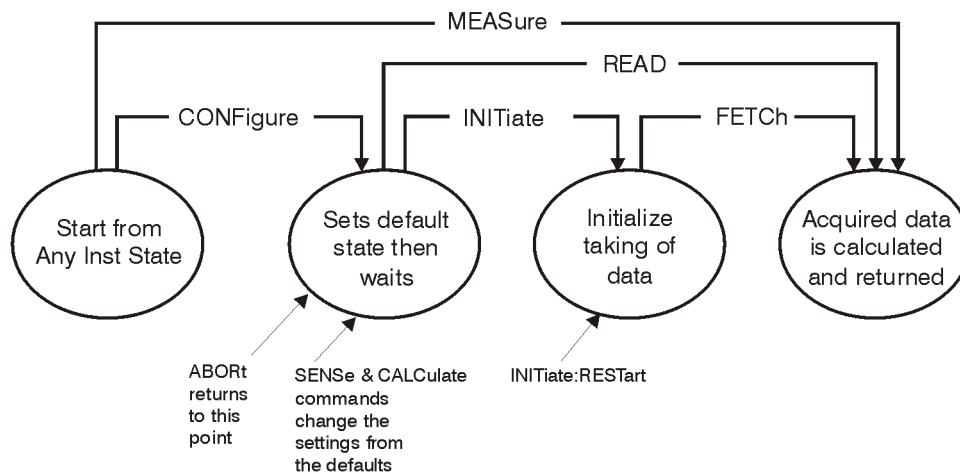 MEASure
READ
CONFigure
INITiate
FETCh
Start from
Any Inst State
Sets default
state then
waits
Initialize
taking of
data
Acquired data
is calculated
and returned
ABORt
returns
to this
point
SENSe & CALCulate
commands
change the
settings from
the defaults
INITiate:RESTart